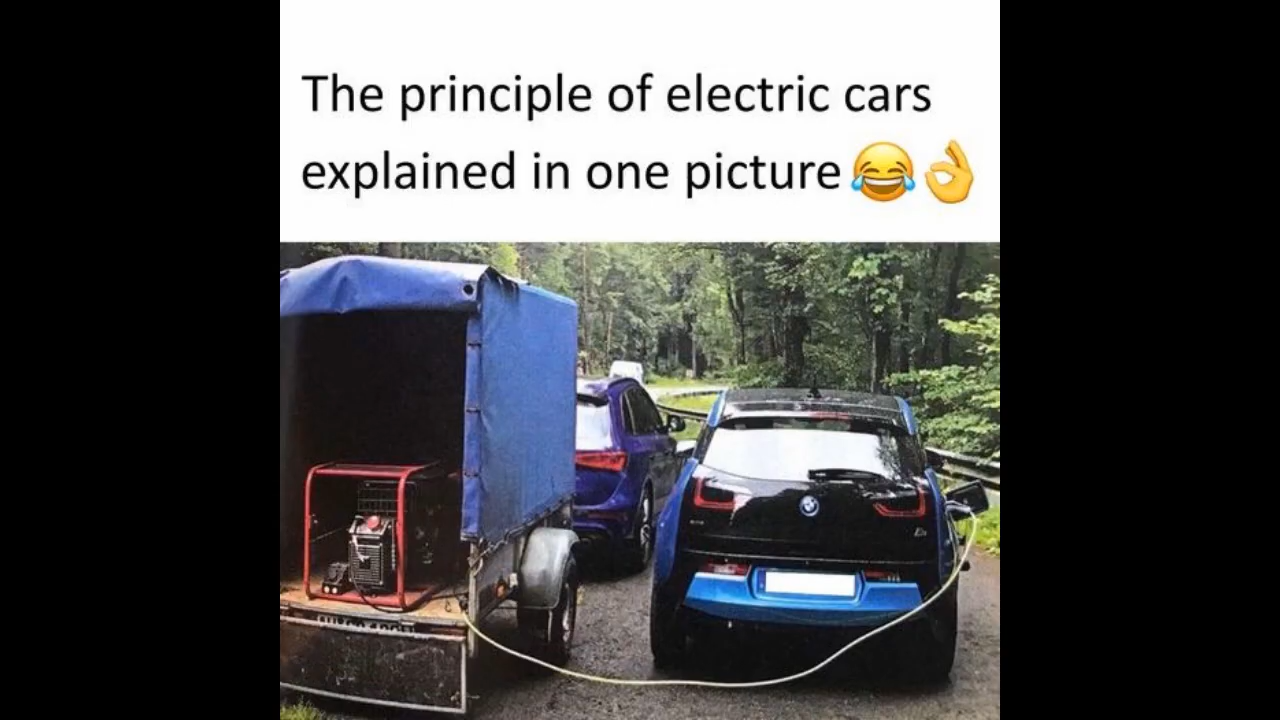 The principle of electric cars
explained in one picture 😂👌